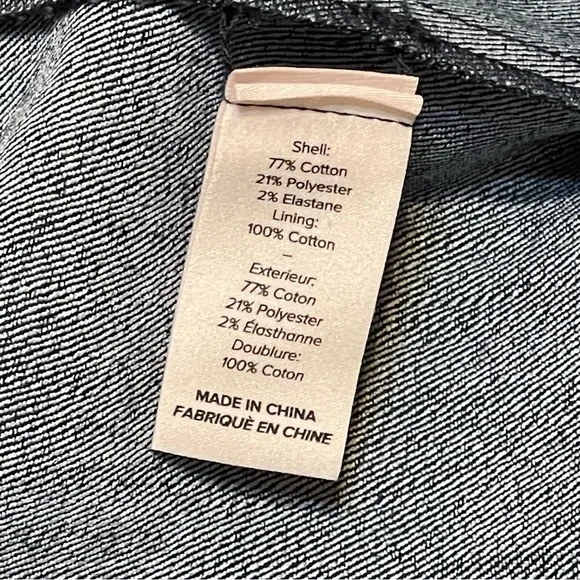 Shell:
77% Cotton
21% Polyester
2% Elastane
Lining:
100% Cotton
–
Exterieur:
77% Coton
21% Polyester
2% Élasthanne
Doublure:
100% Coton
MADE IN CHINA
FABRIQUÈ EN CHINE